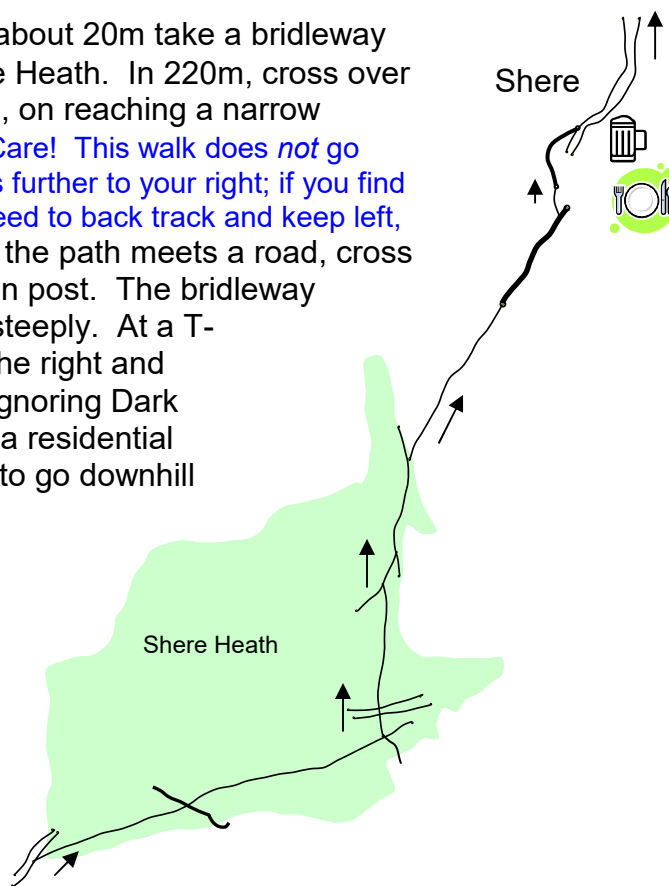 about 20m take a bridleway
e Heath. In 220m, cross over
, on reaching a narrow
Care! This walk does not go
s further to your right; if you find
eed to back track and keep left,
the path meets a road, cross
n post. The bridleway
steeply. At a T-
he right and
gnoring Dark
a residential
to go downhill
Shere
Shere Heath